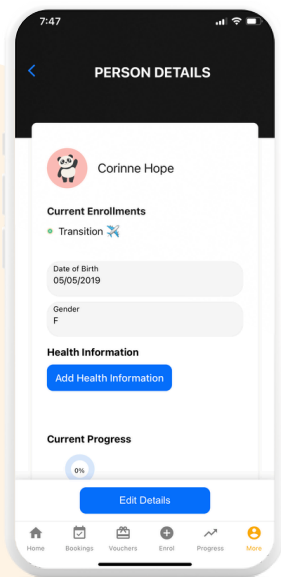 7:47
PERSON DETAILS
Corinne Hope
Current Enrollments
Transition ✈️
Date of Birth
05/05/2019
Gender
F
Health Information
Add Health Information
Current Progress
0%
Edit Details
Home Bookings Vouchers Enrol Progress More